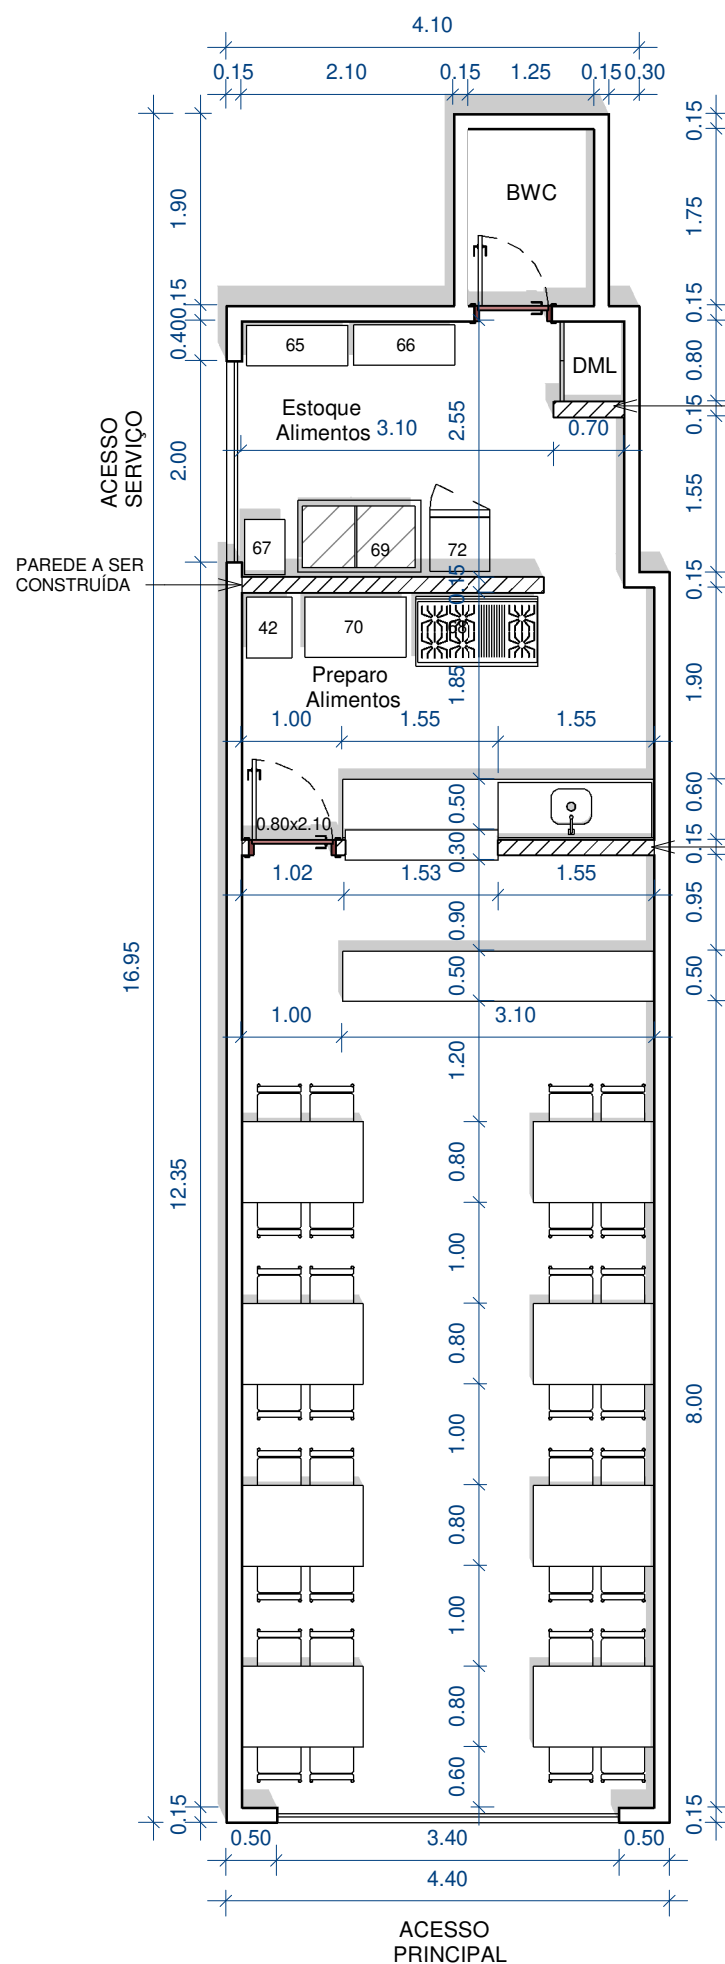 4.10
0.15 2.10 0.15 1.25 0.15 0.30
0.15
BWC
1.90
1.75
0.15
0.15
0.40
65 66
DML
0.80
Estoque
Alimentos
3.10
2.55
0.70
0.15
ACESSO
SERVIÇO
2.00
1.55
67 69 72
PAREDE A SER
CONSTRUÍDA
0.15
0.15
42 70 68
Preparo
Alimentos
1.85
1.90
1.00 1.55 1.55
0.80x2.10
0.50
0.60
0.30
0.15
1.02 1.53 1.55
0.90
0.95
16.95
0.50
0.50
1.00 3.10
1.20
12.35
0.80
1.00
0.80
1.00
8.00
0.80
1.00
0.80
0.60
0.15
0.15
0.50 3.40 0.50
4.40
ACESSO
PRINCIPAL